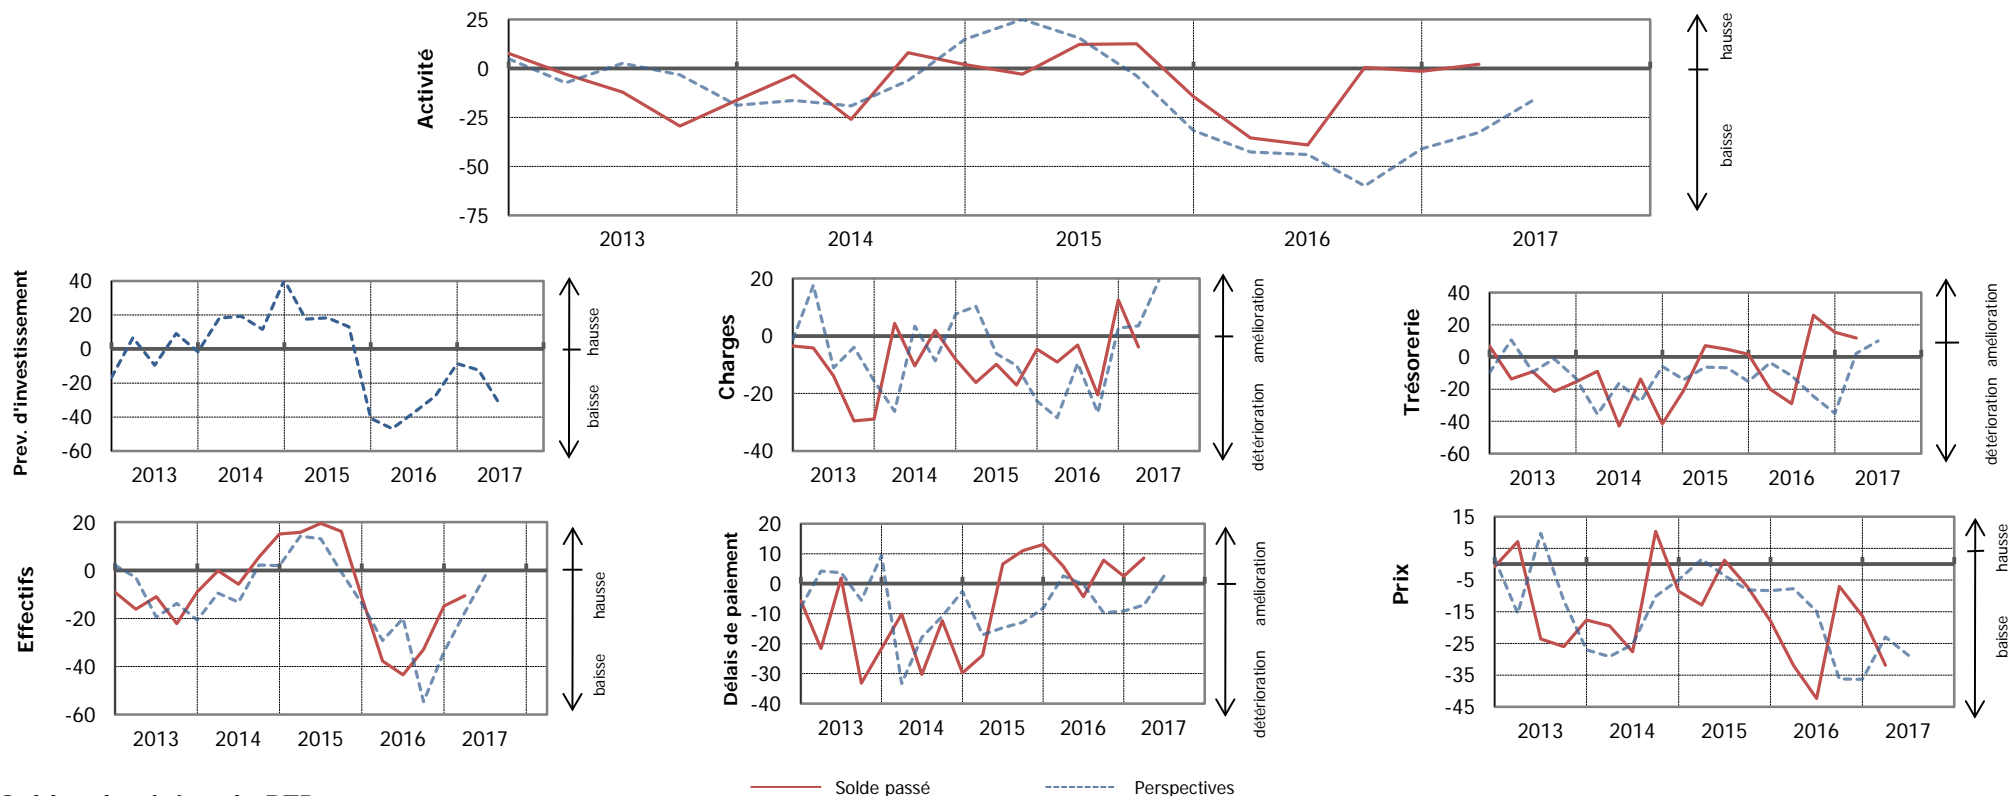 Activité
25
0
-25
-50
-75
2013 2014 2015 2016 2017
hausse
baisse
Prev. d'investissement
40
20
0
-20
-40
-60
2013 2014 2015 2016 2017
hausse
baisse
Charges
20
0
-20
-40
2013 2014 2015 2016 2017
amélioration
détérioration
Trésorerie
40
20
0
-20
-40
-60
2013 2014 2015 2016 2017
amélioration
détérioration
Effectifs
20
0
-20
-40
-60
2013 2014 2015 2016 2017
hausse
baisse
Délais de paiement
20
10
0
-10
-20
-30
-40
2013 2014 2015 2016 2017
amélioration
détérioration
Prix
15
5
-5
-15
-25
-35
-45
2013 2014 2015 2016 2017
hausse
baisse
Solde passé
Perspectives